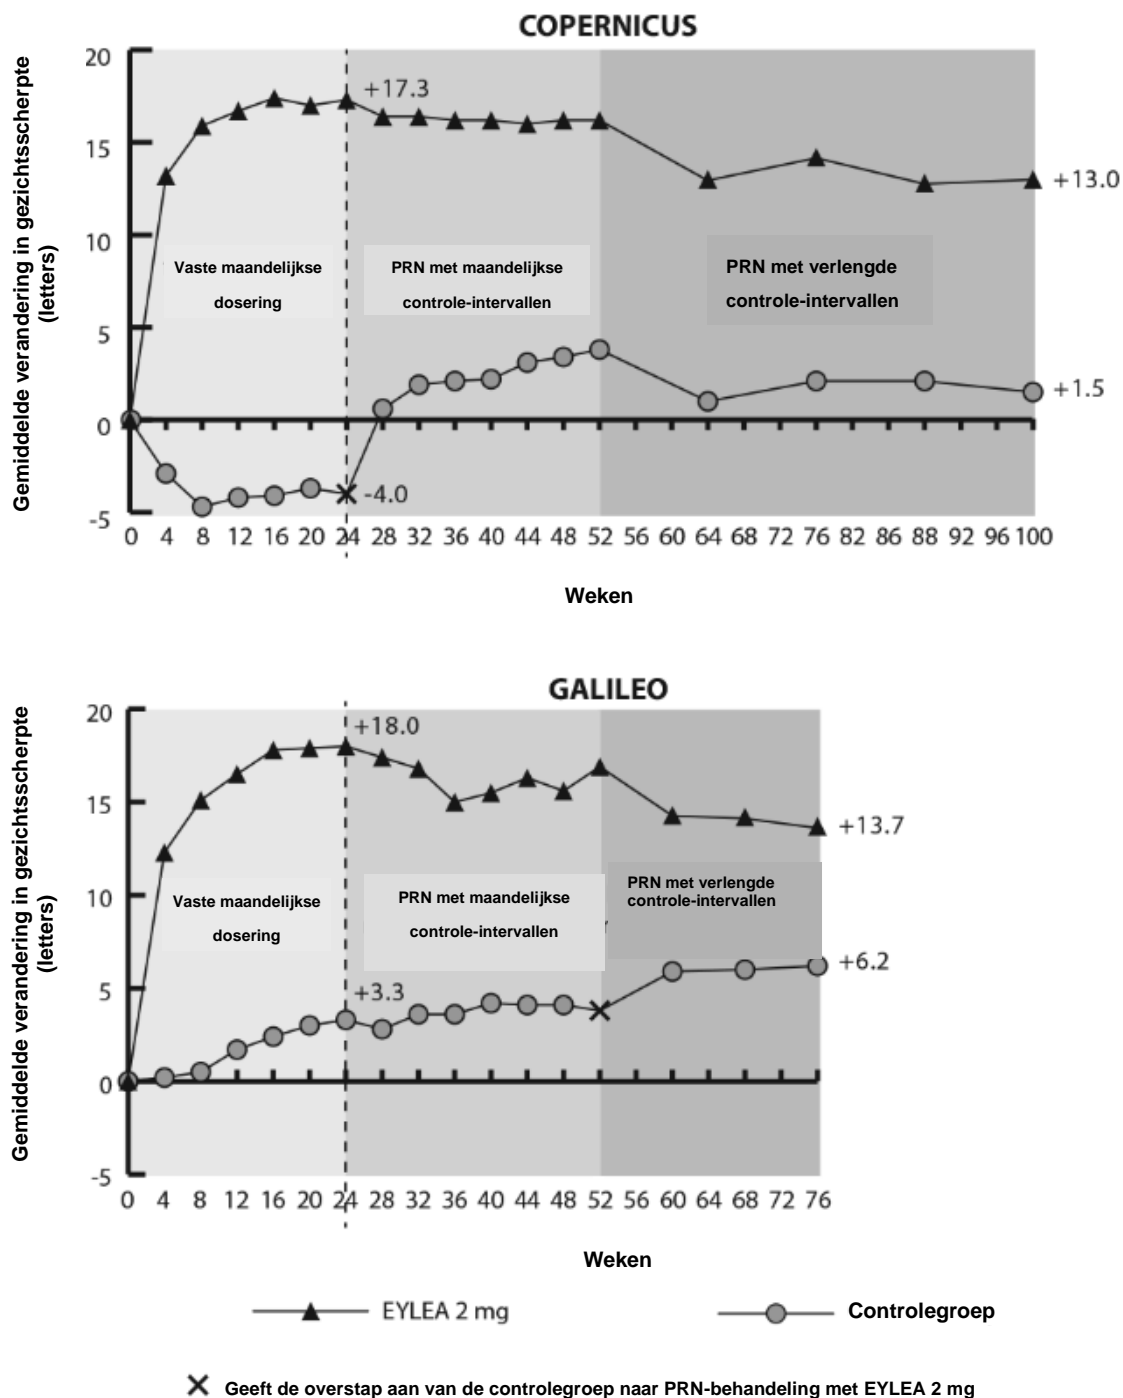 COPERNICUS
Gemiddelde verandering in gezichtsscherpte
(letters)
20
15
10
5
0
-5
+17.3
+13.0
Vaste maandelijkse
dosering
PRN met maandelijkse
controle-intervallen
PRN met verlengde
controle-intervallen
+1.5
-4.0
0 4 8 12 16 20 24 28 32 36 40 44 48 52 56 60 64 68 72 76 82 86 88 92 96 100
Weken
GALILEO
Gemiddelde verandering in gezichtsscherpte
(letters)
20
15
10
5
0
-5
+18.0
+13.7
Vaste maandelijkse
dosering
PRN met maandelijkse
controle-intervallen
PRN met verlengde
controle-intervallen
+3.3
+6.2
0 4 8 12 16 20 24 28 32 36 40 44 48 52 60 64 68 72 76
Weken
EYLEA 2 mg
Controlegroep
Geeft de overstap aan van de controlegroep naar PRN-behandeling met EYLEA 2 mg